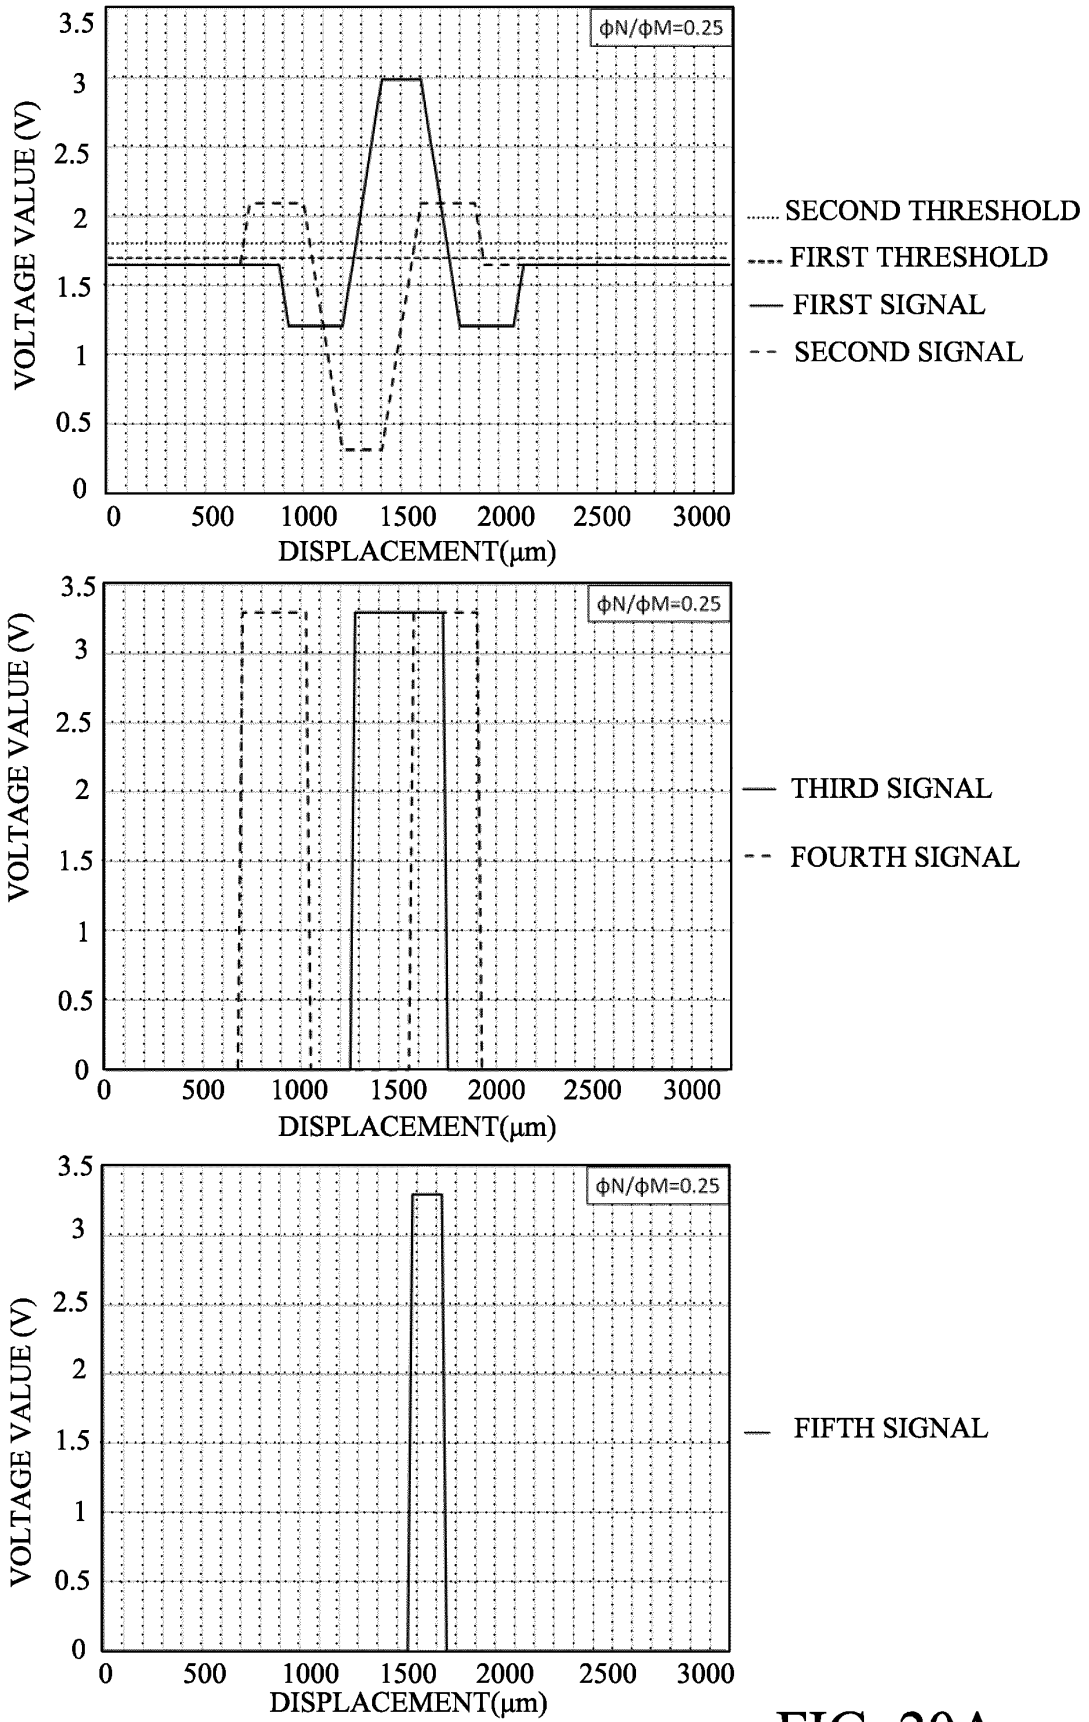 3.5
3
2.5
2
1.5
1
0.5
0
VOLTAGE VALUE (V)
ϕN/ϕM=0.25
0 500 1000 1500 2000 2500 3000
DISPLACEMENT(μm)
SECOND THRESHOLD
FIRST THRESHOLD
FIRST SIGNAL
SECOND SIGNAL
3.5
3
2.5
2
1.5
1
0.5
0
VOLTAGE VALUE (V)
ϕN/ϕM=0.25
0 500 1000 1500 2000 2500 3000
DISPLACEMENT(μm)
THIRD SIGNAL
FOURTH SIGNAL
3.5
3
2.5
2
1.5
1
0.5
0
VOLTAGE VALUE (V)
ϕN/ϕM=0.25
0 500 1000 1500 2000 2500 3000
DISPLACEMENT(μm)
FIFTH SIGNAL
FIG. 20A